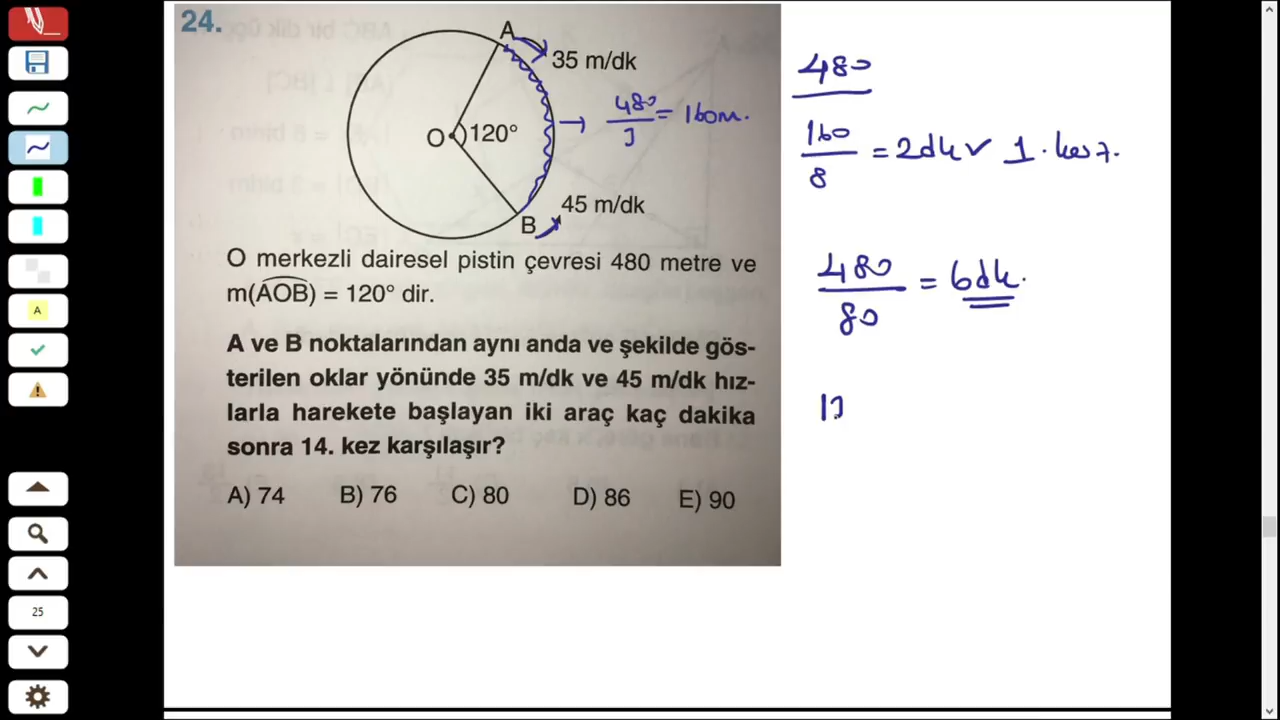 24.
A
35 m/dk
O 120°
480/3 = 160m.
45 m/dk
B
O merkezli dairesel pistin çevresi 480 metre ve
m(AOB) = 120° dir.
A ve B noktalarından aynı anda ve şekilde gös-
terilen oklar yönünde 35 m/dk ve 45 m/dk hız-
larla harekete başlayan iki araç kaç dakika
sonra 14. kez karşılaşır?
A) 74 B) 76 C) 80 D) 86 E) 90
480
160/8 = 2dk ✓ 1. kez
480/80 = 6dk.
13
A
25